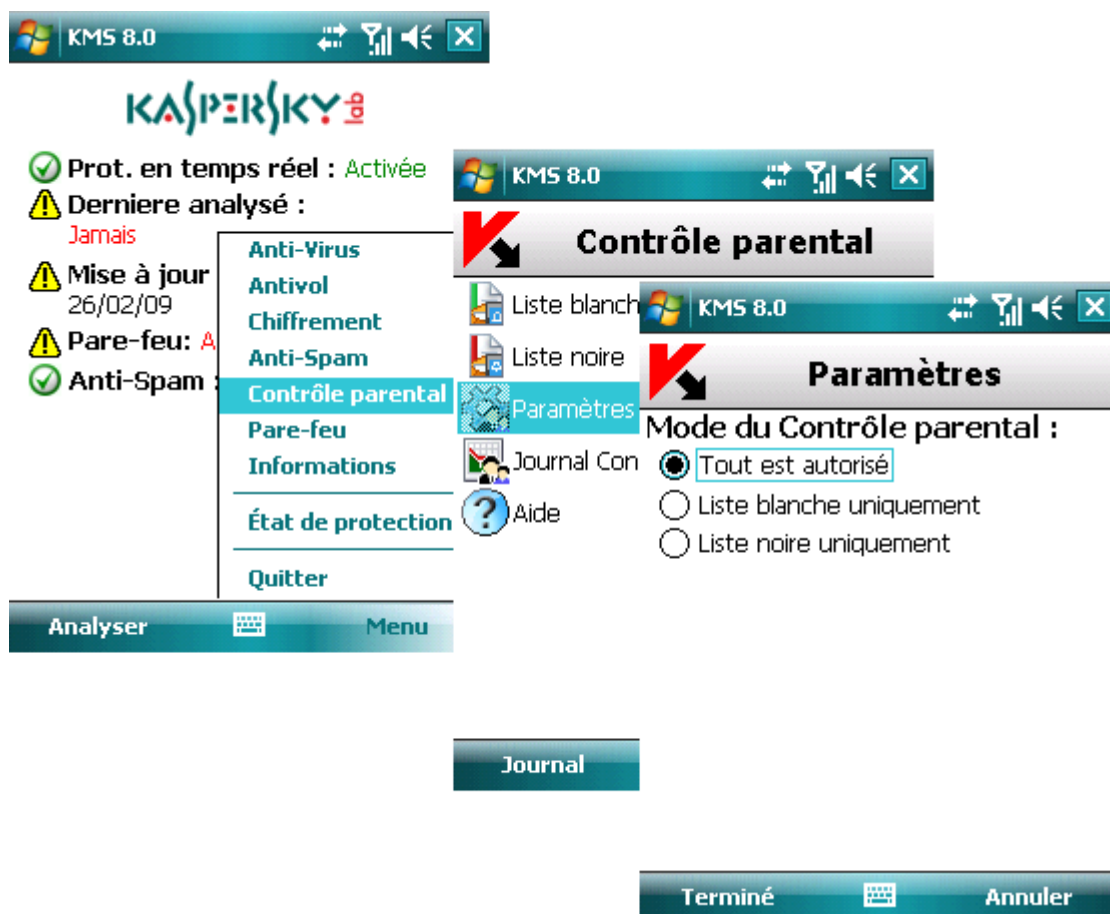 KMS 8.0
KASPERSKY lab
Prot. en temps réel : Activée
Derniere analysé :
Jamais
Mise à jour
26/02/09
Pare-feu: A
Anti-Spam :
Anti-Virus
Antivol
Chiffrement
Anti-Spam
Contrôle parental
Pare-feu
Informations
État de protection
Quitter
Analyser
Menu
KMS 8.0
Contrôle parental
Liste blanch
Liste noire
Paramètres
Journal Con
Aide
Journal
KMS 8.0
Paramètres
Mode du Contrôle parental :
Tout est autorisé
Liste blanche uniquement
Liste noire uniquement
Terminé
Annuler